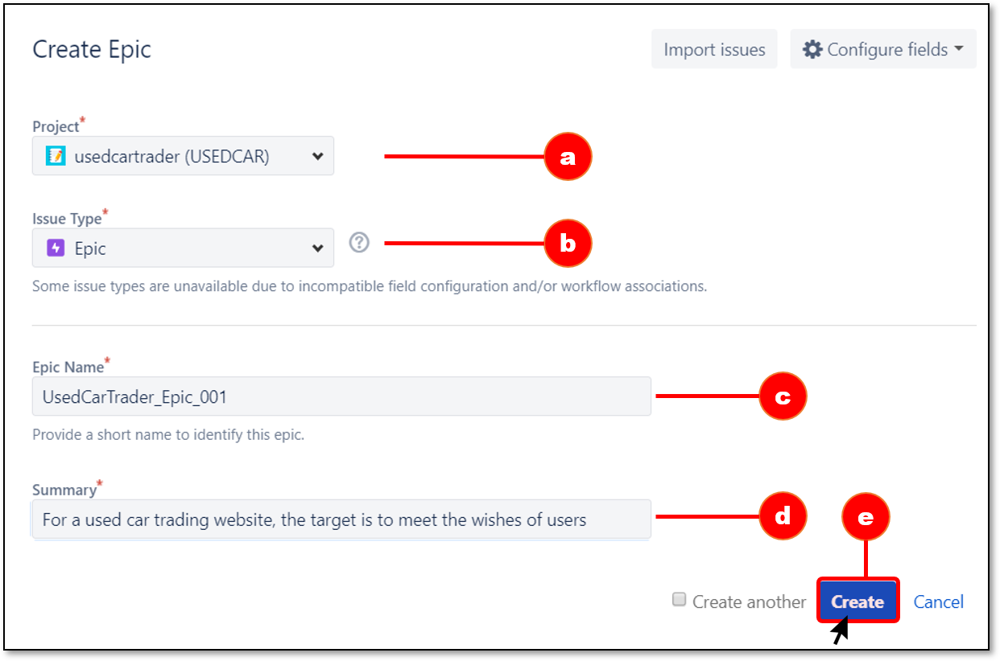 Create Epic
Import issues
Configure fields
Project*
usedcartrader (USEDCAR)
a
Issue Type*
Epic
?
b
Some issue types are unavailable due to incompatible field configuration and/or workflow associations.
Epic Name*
UsedCarTrader_Epic_001
c
Provide a short name to identify this epic.
Summary*
For a used car trading website, the target is to meet the wishes of users
d
e
Create another
Create
Cancel